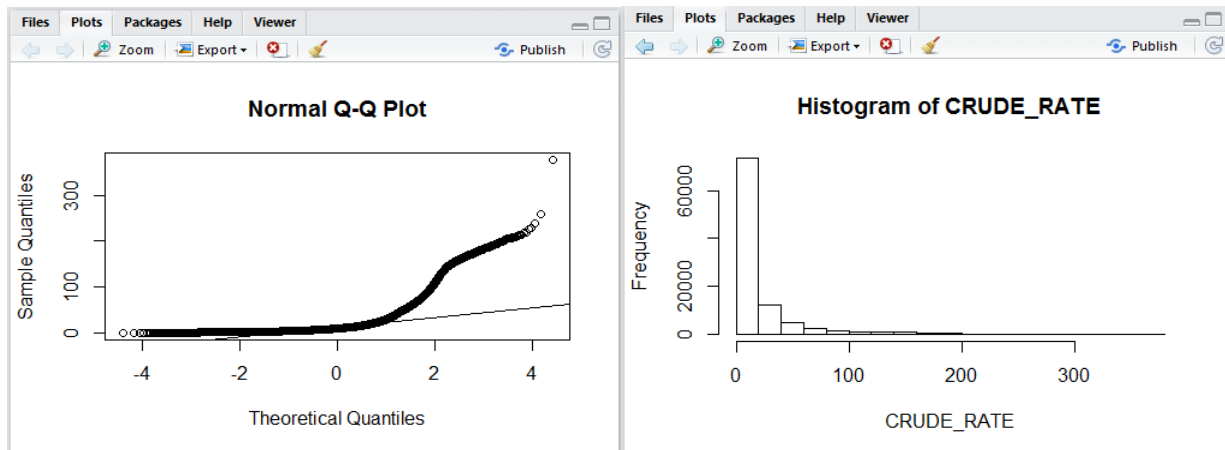 Files Plots Packages Help Viewer
Zoom Export Publish
Normal Q-Q Plot
Sample Quantiles
300
100
0
-4 -2 0 2 4
Theoretical Quantiles
Files Plots Packages Help Viewer
Zoom Export Publish
Histogram of CRUDE_RATE
Frequency
60000
20000
0
0 100 200 300
CRUDE_RATE